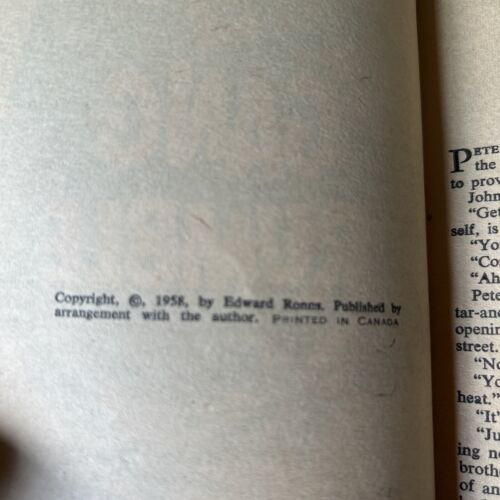 Copyright, ©, 1958, by Edward Ronns. Published by
arrangement with the author. PRINTED IN CANADA
PETE
the
to prov
John
"Get
self, is
"Yo
"Co
"Ah
Pete
tar-and
openin
street.
"No
"Yo
heat."
"It'
"Ju
ing ne
broth
of an